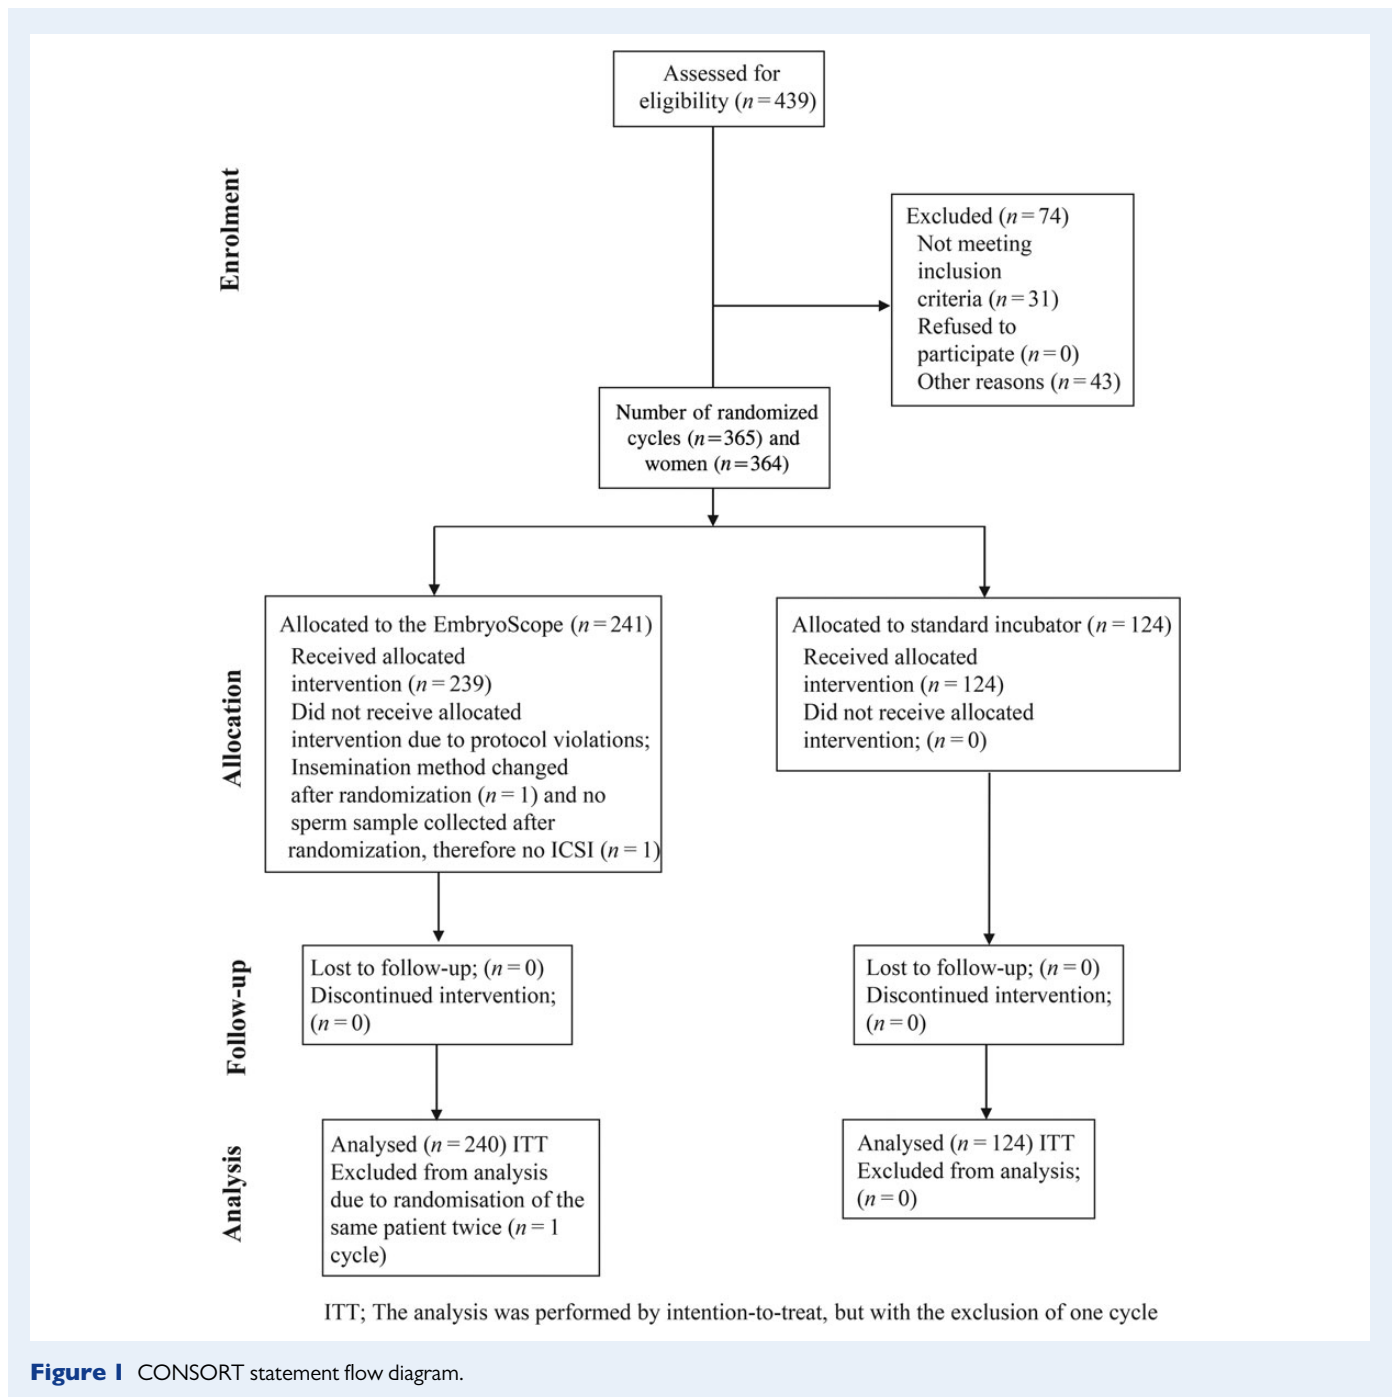 Assessed for
eligibility (n=439)
Enrolment
Excluded (n=74)
Not meeting
inclusion
criteria (n=31)
Refused to
participate (n=0)
Other reasons (n=43)
Number of randomized
cycles (n=365) and
women (n=364)
Allocation
Allocated to the EmbryoScope (n=241)
Received allocated
intervention (n=239)
Did not receive allocated
intervention due to protocol violations;
Insemination method changed
after randomization (n=1) and no
sperm sample collected after
randomization, therefore no ICSI (n=1)
Allocated to standard incubator (n=124)
Received allocated
intervention (n=124)
Did not receive allocated
intervention; (n=0)
Follow-up
Lost to follow-up; (n=0)
Discontinued intervention;
(n=0)
Lost to follow-up; (n=0)
Discontinued intervention;
(n=0)
Analysis
Analysed (n=240) ITT
Excluded from analysis
due to randomisation of the
same patient twice (n=1
cycle)
Analysed (n=124) ITT
Excluded from analysis;
(n=0)
ITT; The analysis was performed by intention-to-treat, but with the exclusion of one cycle
Figure 1 CONSORT statement flow diagram.